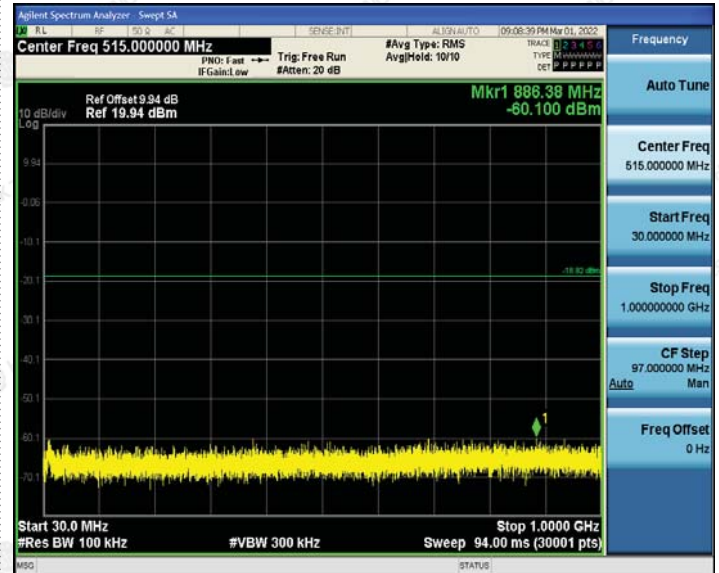 Agilent Spectrum Analyzer - Swept SA
RL RF 50 Ω AC SENSE:INT ALIGN AUTO 09:08:39 PM Mar 01, 2022
Center Freq 515.000000 MHz
#Avg Type: RMS
TRACE 1 2 3 4 5 6
PNO: Fast
Trig: Free Run
Avg|Hold: 10/10
TYPE M
IFGain:Low
#Atten: 20 dB
DET P P P P P P
Mkr1 886.38 MHz
-60.100 dBm
Ref Offset 9.94 dB
10 dB/div Ref 19.94 dBm
Log
9.94
-0.06
-10.1
-18.82 dBm
-20.1
-30.1
-40.1
-50.1
1
-60.1
-70.1
Start 30.0 MHz
Stop 1.0000 GHz
#Res BW 100 kHz
#VBW 300 kHz
Sweep 94.00 ms (30001 pts)
MSG
STATUS
Frequency
Auto Tune
Center Freq
515.000000 MHz
Start Freq
30.000000 MHz
Stop Freq
1.000000000 GHz
CF Step
97.000000 MHz
Auto Man
Freq Offset
0 Hz